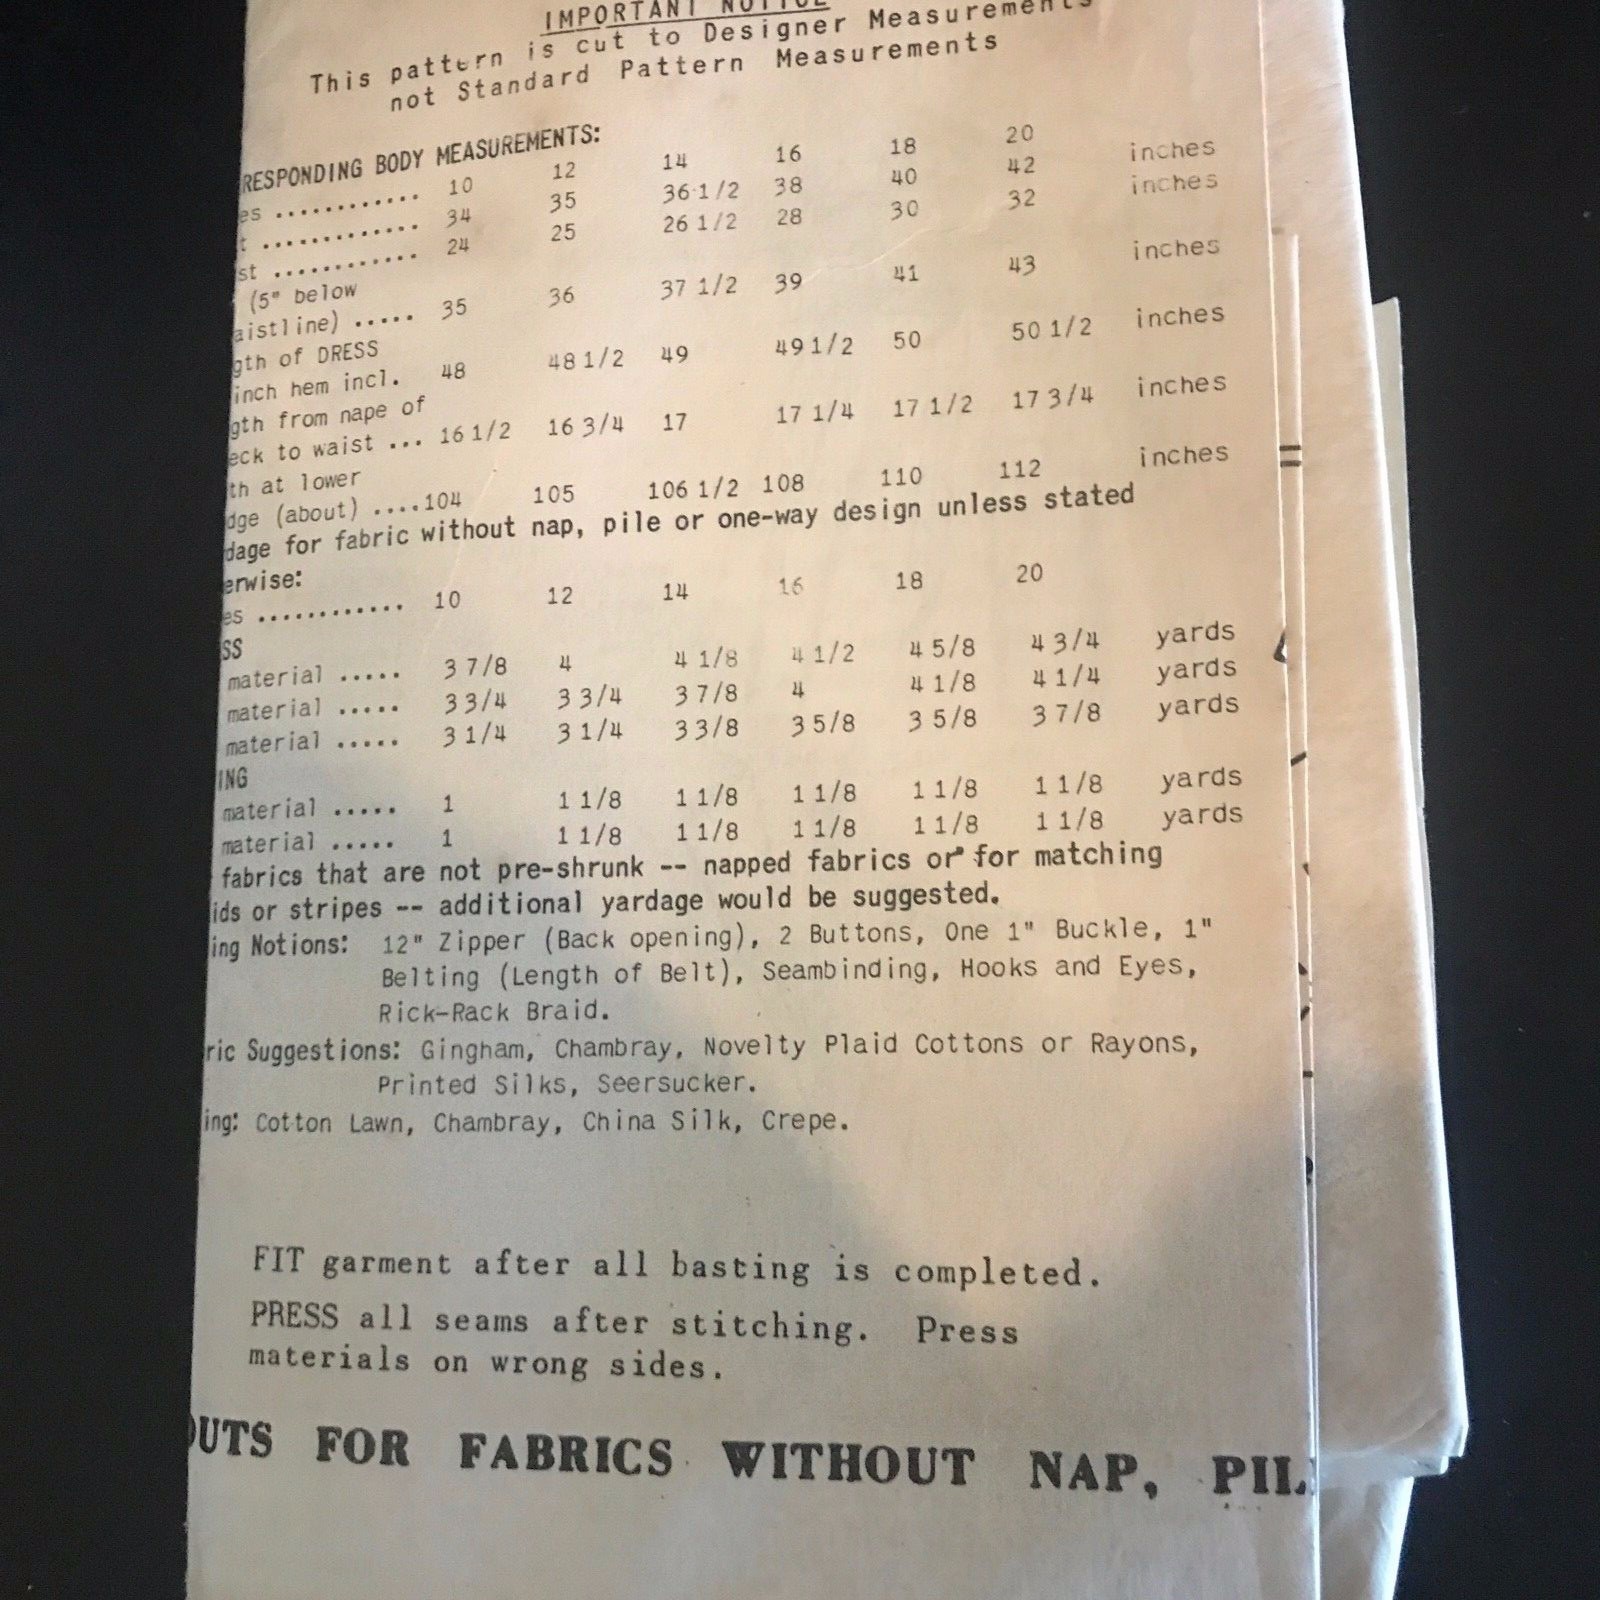 IMPORTANT NOTICE
This pattern is cut to Designer Measurements
not Standard Pattern Measurements
RESPONDING BODY MEASUREMENTS:
es ............ 10 12 14 16 18 20
t ............. 34 35 36 1/2 38 40 42 inches
st ............ 24 25 26 1/2 28 30 32 inches
(5" below
aistline) ..... 35 36 37 1/2 39 41 43 inches
gth of DRESS
inch hem incl. 48 48 1/2 49 49 1/2 50 50 1/2 inches
gth from nape of
eck to waist ... 16 1/2 16 3/4 17 17 1/4 17 1/2 17 3/4 inches
th at lower
dge (about) ....104 105 106 1/2 108 110 112 inches
dage for fabric without nap, pile or one-way design unless stated
erwise:
es ............ 10 12 14 16 18 20
SS
material ..... 3 7/8 4 4 1/8 4 1/2 4 5/8 4 3/4 yards
material ..... 3 3/4 3 3/4 3 7/8 4 4 1/8 4 1/4 yards
material ..... 3 1/4 3 1/4 3 3/8 3 5/8 3 5/8 3 7/8 yards
ING
material ..... 1 1 1/8 1 1/8 1 1/8 1 1/8 1 1/8 yards
material ..... 1 1 1/8 1 1/8 1 1/8 1 1/8 1 1/8 yards
fabrics that are not pre-shrunk -- napped fabrics or for matching
ids or stripes -- additional yardage would be suggested.
ing Notions: 12" Zipper (Back opening), 2 Buttons, One 1" Buckle, 1"
Belting (Length of Belt), Seambinding, Hooks and Eyes,
Rick-Rack Braid.
ric Suggestions: Gingham, Chambray, Novelty Plaid Cottons or Rayons,
Printed Silks, Seersucker.
ing: Cotton Lawn, Chambray, China Silk, Crepe.
FIT garment after all basting is completed.
PRESS all seams after stitching. Press
materials on wrong sides.
OUTS FOR FABRICS WITHOUT NAP, PIL